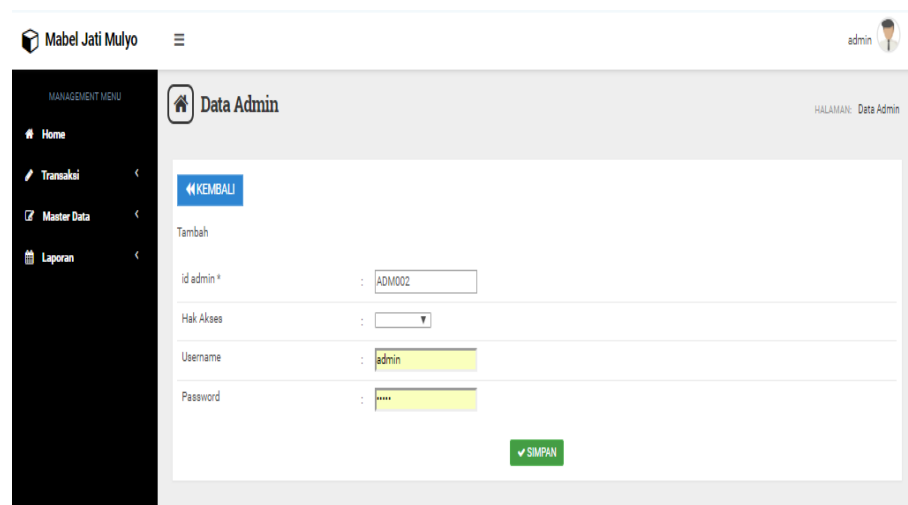 Mabel Jati Mulyo
admin
MANAGEMENT MENU
Home
Transaksi
Master Data
Laporan
Data Admin
HALAMAN: Data Admin
KEMBALI
Tambah
id admin * : ADM002
Hak Akses :
Username : admin
Password : •••••
SIMPAN